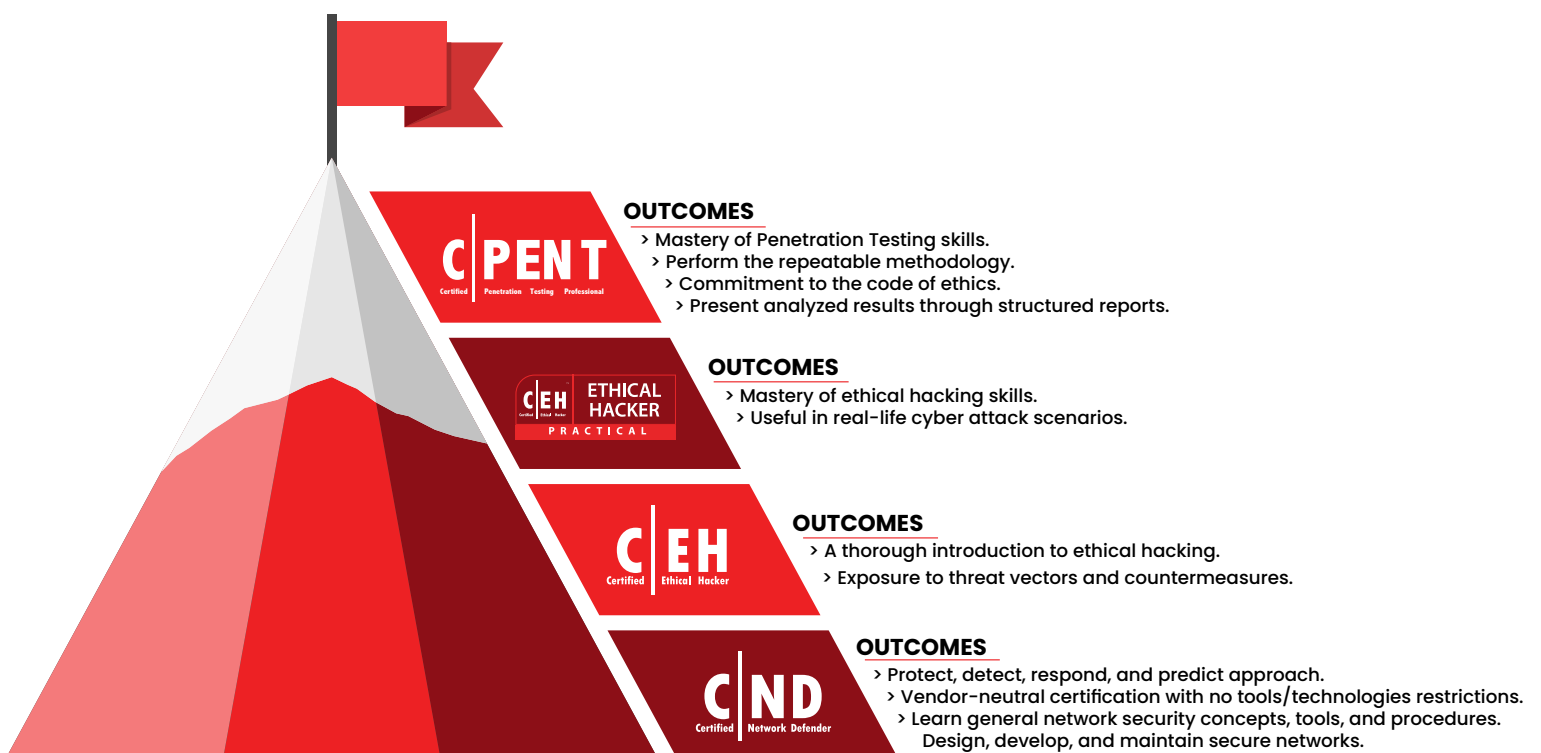 OUTCOMES
C|PENT
Certified Penetration Testing Professional
> Mastery of Penetration Testing skills.
> Perform the repeatable methodology.
> Commitment to the code of ethics.
> Present analyzed results through structured reports.
OUTCOMES
C|EH
Certified Ethical Hacker
ETHICAL
HACKER
PRACTICAL
> Mastery of ethical hacking skills.
> Useful in real-life cyber attack scenarios.
OUTCOMES
C|EH
Certified Ethical Hacker
> A thorough introduction to ethical hacking.
> Exposure to threat vectors and countermeasures.
OUTCOMES
C|ND
Certified Network Defender
> Protect, detect, respond, and predict approach.
> Vendor-neutral certification with no tools/technologies restrictions.
> Learn general network security concepts, tools, and procedures.
Design, develop, and maintain secure networks.